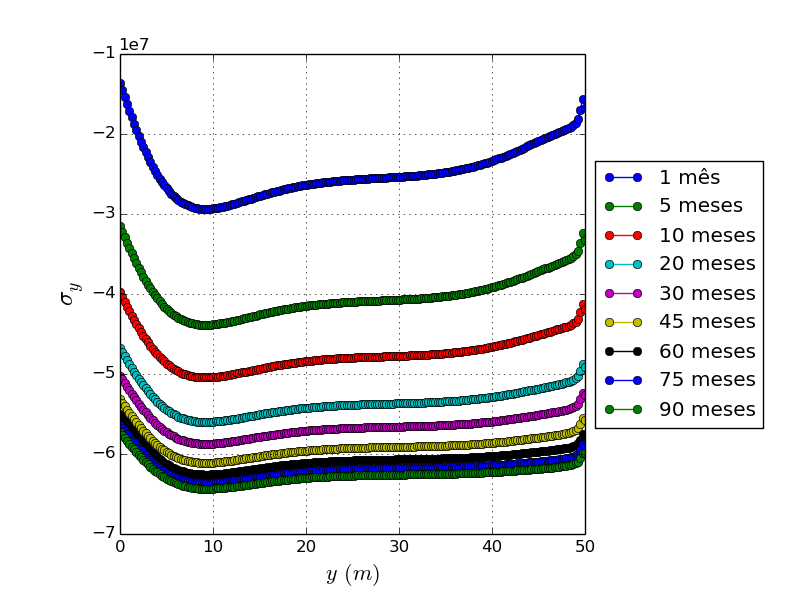 1e7
−1
−2
−3
−4
−5
−6
−7
σy
0
10
20
30
40
50
y (m)
1 mês
5 meses
10 meses
20 meses
30 meses
45 meses
60 meses
75 meses
90 meses